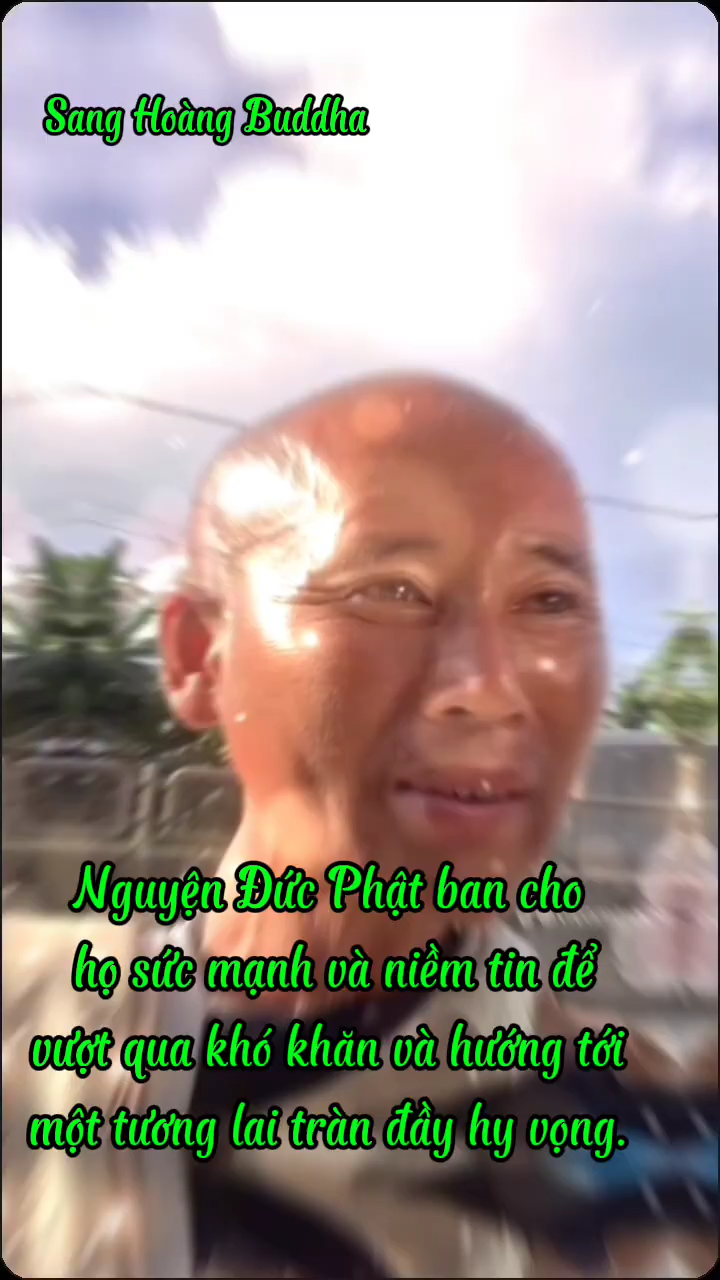 Sang Hoàng Buddha
Nguyện Đức Phật ban cho
họ sức mạnh và niềm tin để
vượt qua khó khăn và hướng tới
một tương lai tràn đầy hy vọng.